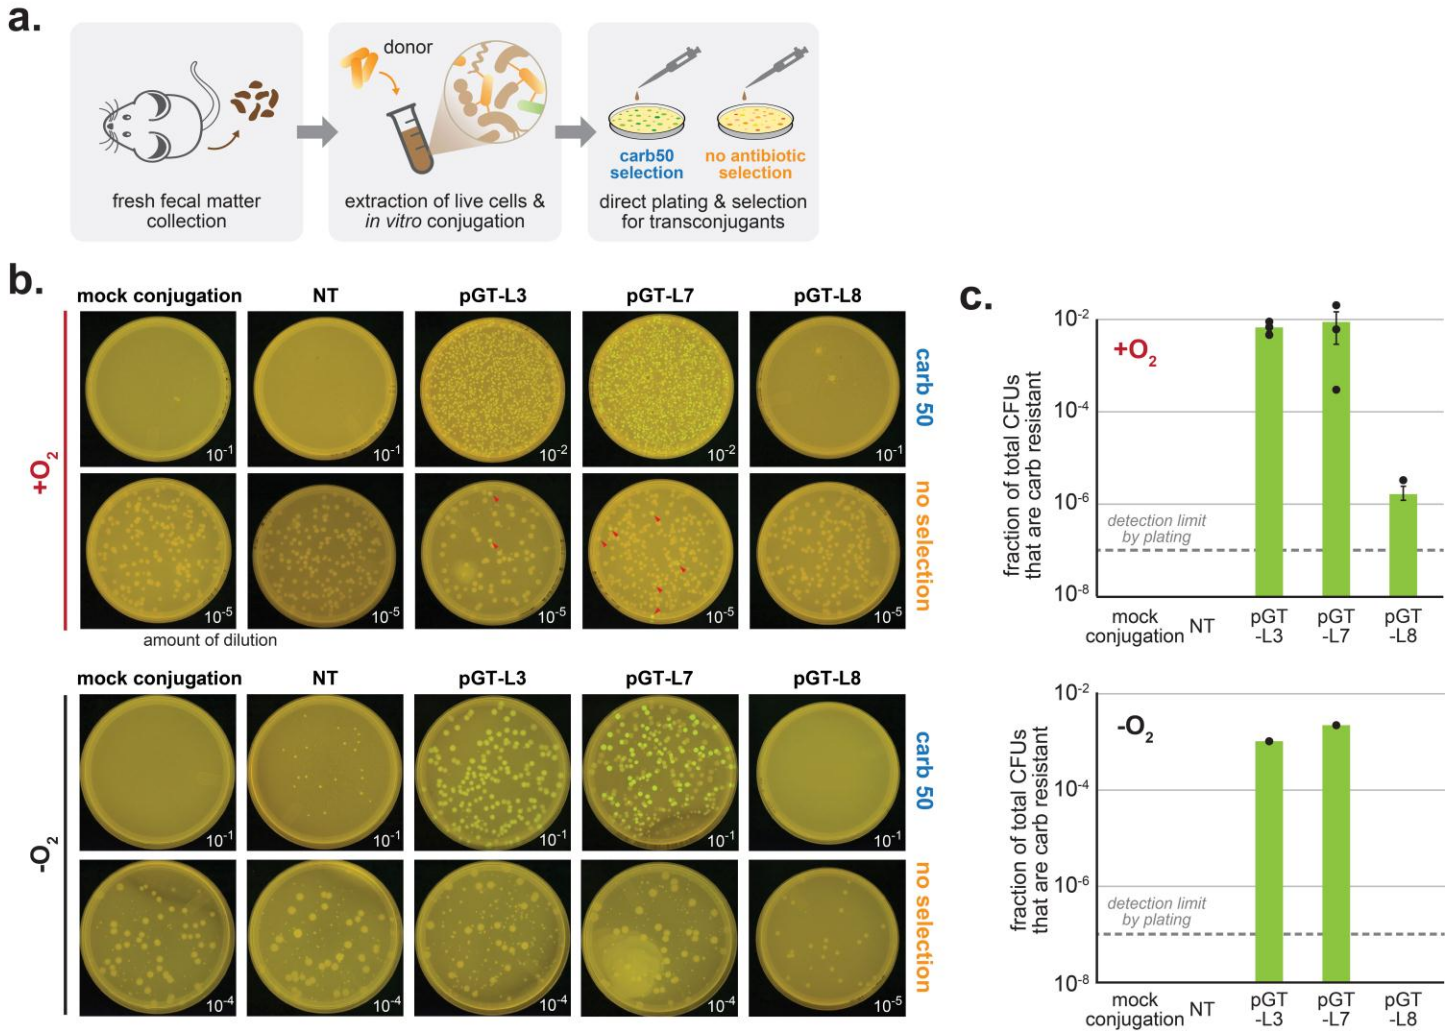 a.
donor
carb50
selection
no antibiotic
selection
fresh fecal matter
collection
extraction of live cells &
in vitro conjugation
direct plating & selection
for transconjugants
b.
mock conjugation NT pGT-L3 pGT-L7 pGT-L8
+O2
10-1 10-1 10-2 10-2 10-1
carb 50
10-5 10-5 10-5 10-5 10-5
no selection
amount of dilution
mock conjugation NT pGT-L3 pGT-L7 pGT-L8
-O2
10-1 10-1 10-1 10-1 10-1
carb 50
10-4 10-4 10-4 10-4 10-5
no selection
c.
fraction of total CFUs
that are carb resistant
10-2
10-4
10-6
10-8
+O2
detection limit
by plating
mock
conjugation
NT
pGT
-L3
pGT
-L7
pGT
-L8
fraction of total CFUs
that are carb resistant
10-2
10-4
10-6
10-8
-O2
detection limit
by plating
mock
conjugation
NT
pGT
-L3
pGT
-L7
pGT
-L8